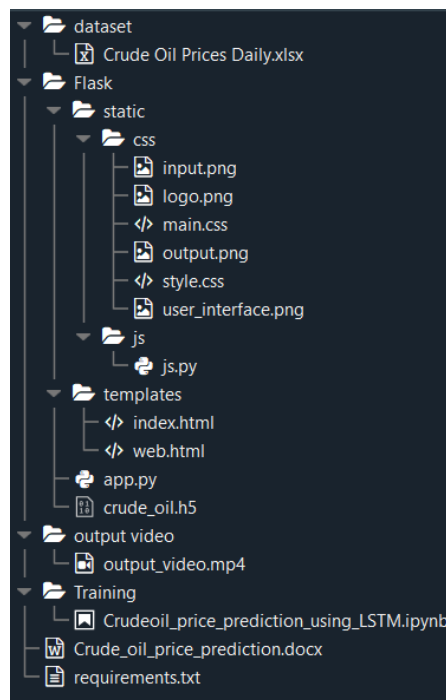 dataset
Crude Oil Prices Daily.xlsx
Flask
static
css
input.png
logo.png
main.css
output.png
style.css
user_interface.png
js
js.py
templates
index.html
web.html
app.py
crude_oil.h5
output video
output_video.mp4
Training
Crudeoil_price_prediction_using_LSTM.ipynb
Crude_oil_price_prediction.docx
requirements.txt